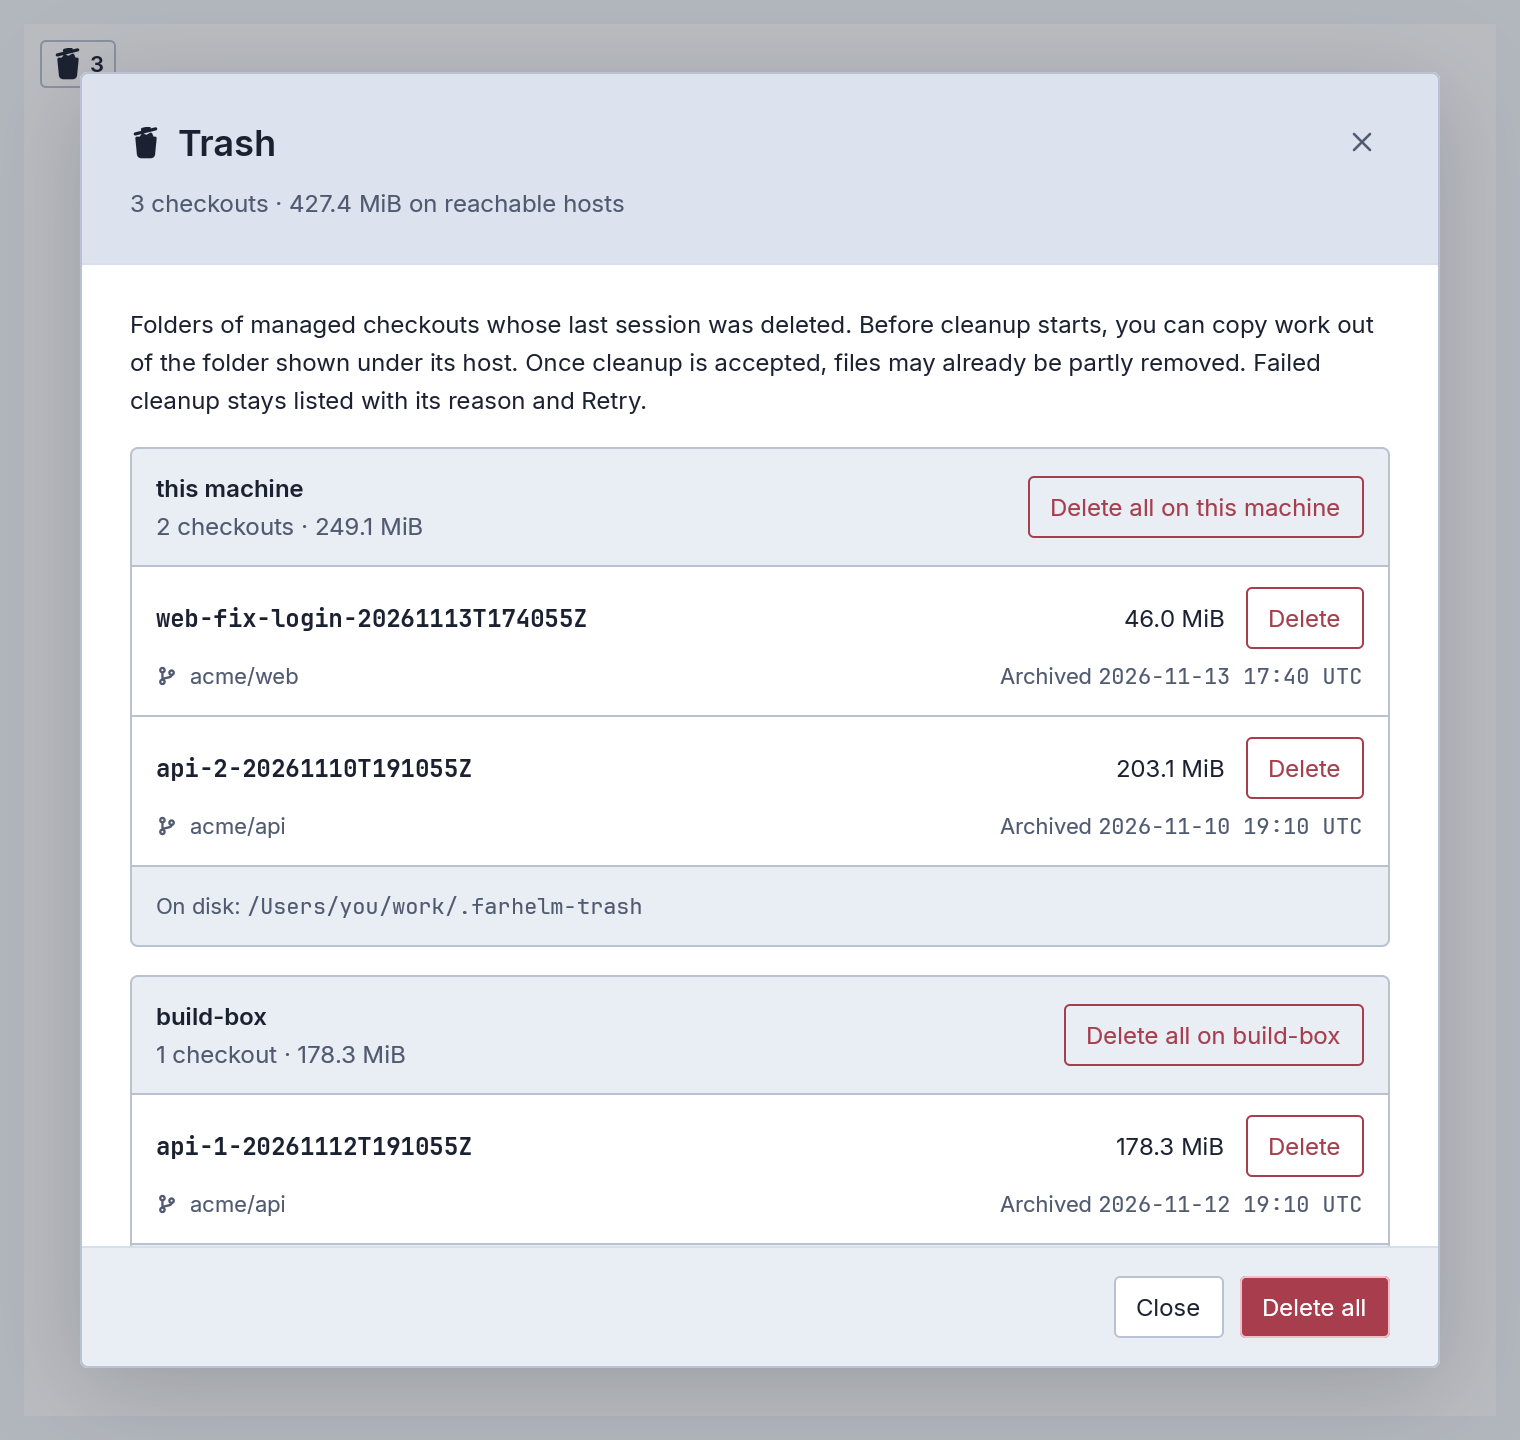 3
Trash
3 checkouts · 427.4 MiB on reachable hosts
Folders of managed checkouts whose last session was deleted. Before cleanup starts, you can copy work out
of the folder shown under its host. Once cleanup is accepted, files may already be partly removed. Failed
cleanup stays listed with its reason and Retry.
this machine
2 checkouts · 249.1 MiB
Delete all on this machine
web-fix-login-20261113T174055Z
46.0 MiB
Delete
acme/web
Archived 2026-11-13 17:40 UTC
api-2-20261110T191055Z
203.1 MiB
Delete
acme/api
Archived 2026-11-10 19:10 UTC
On disk: /Users/you/work/.farhelm-trash
build-box
1 checkout · 178.3 MiB
Delete all on build-box
api-1-20261112T191055Z
178.3 MiB
Delete
acme/api
Archived 2026-11-12 19:10 UTC
Close
Delete all